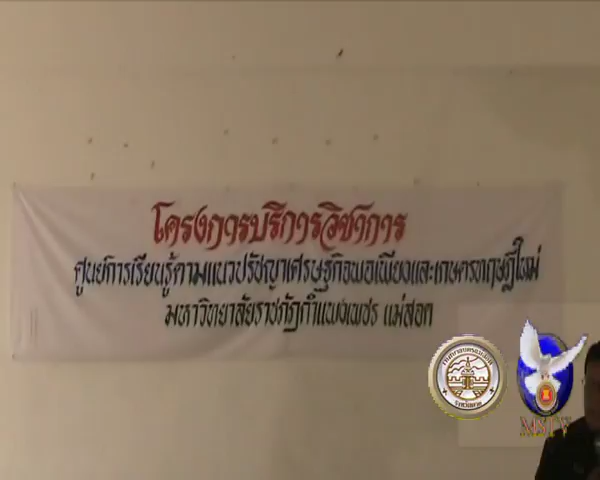 โครงการบริการวิชาการ
ศูนย์การเรียนรู้ตามแนวปรัชญาเศรษฐกิจพอเพียงและเกษตรทฤษฎีใหม่
มหาวิทยาลัยราชภัฏกำแพงเพชร แม่สอด